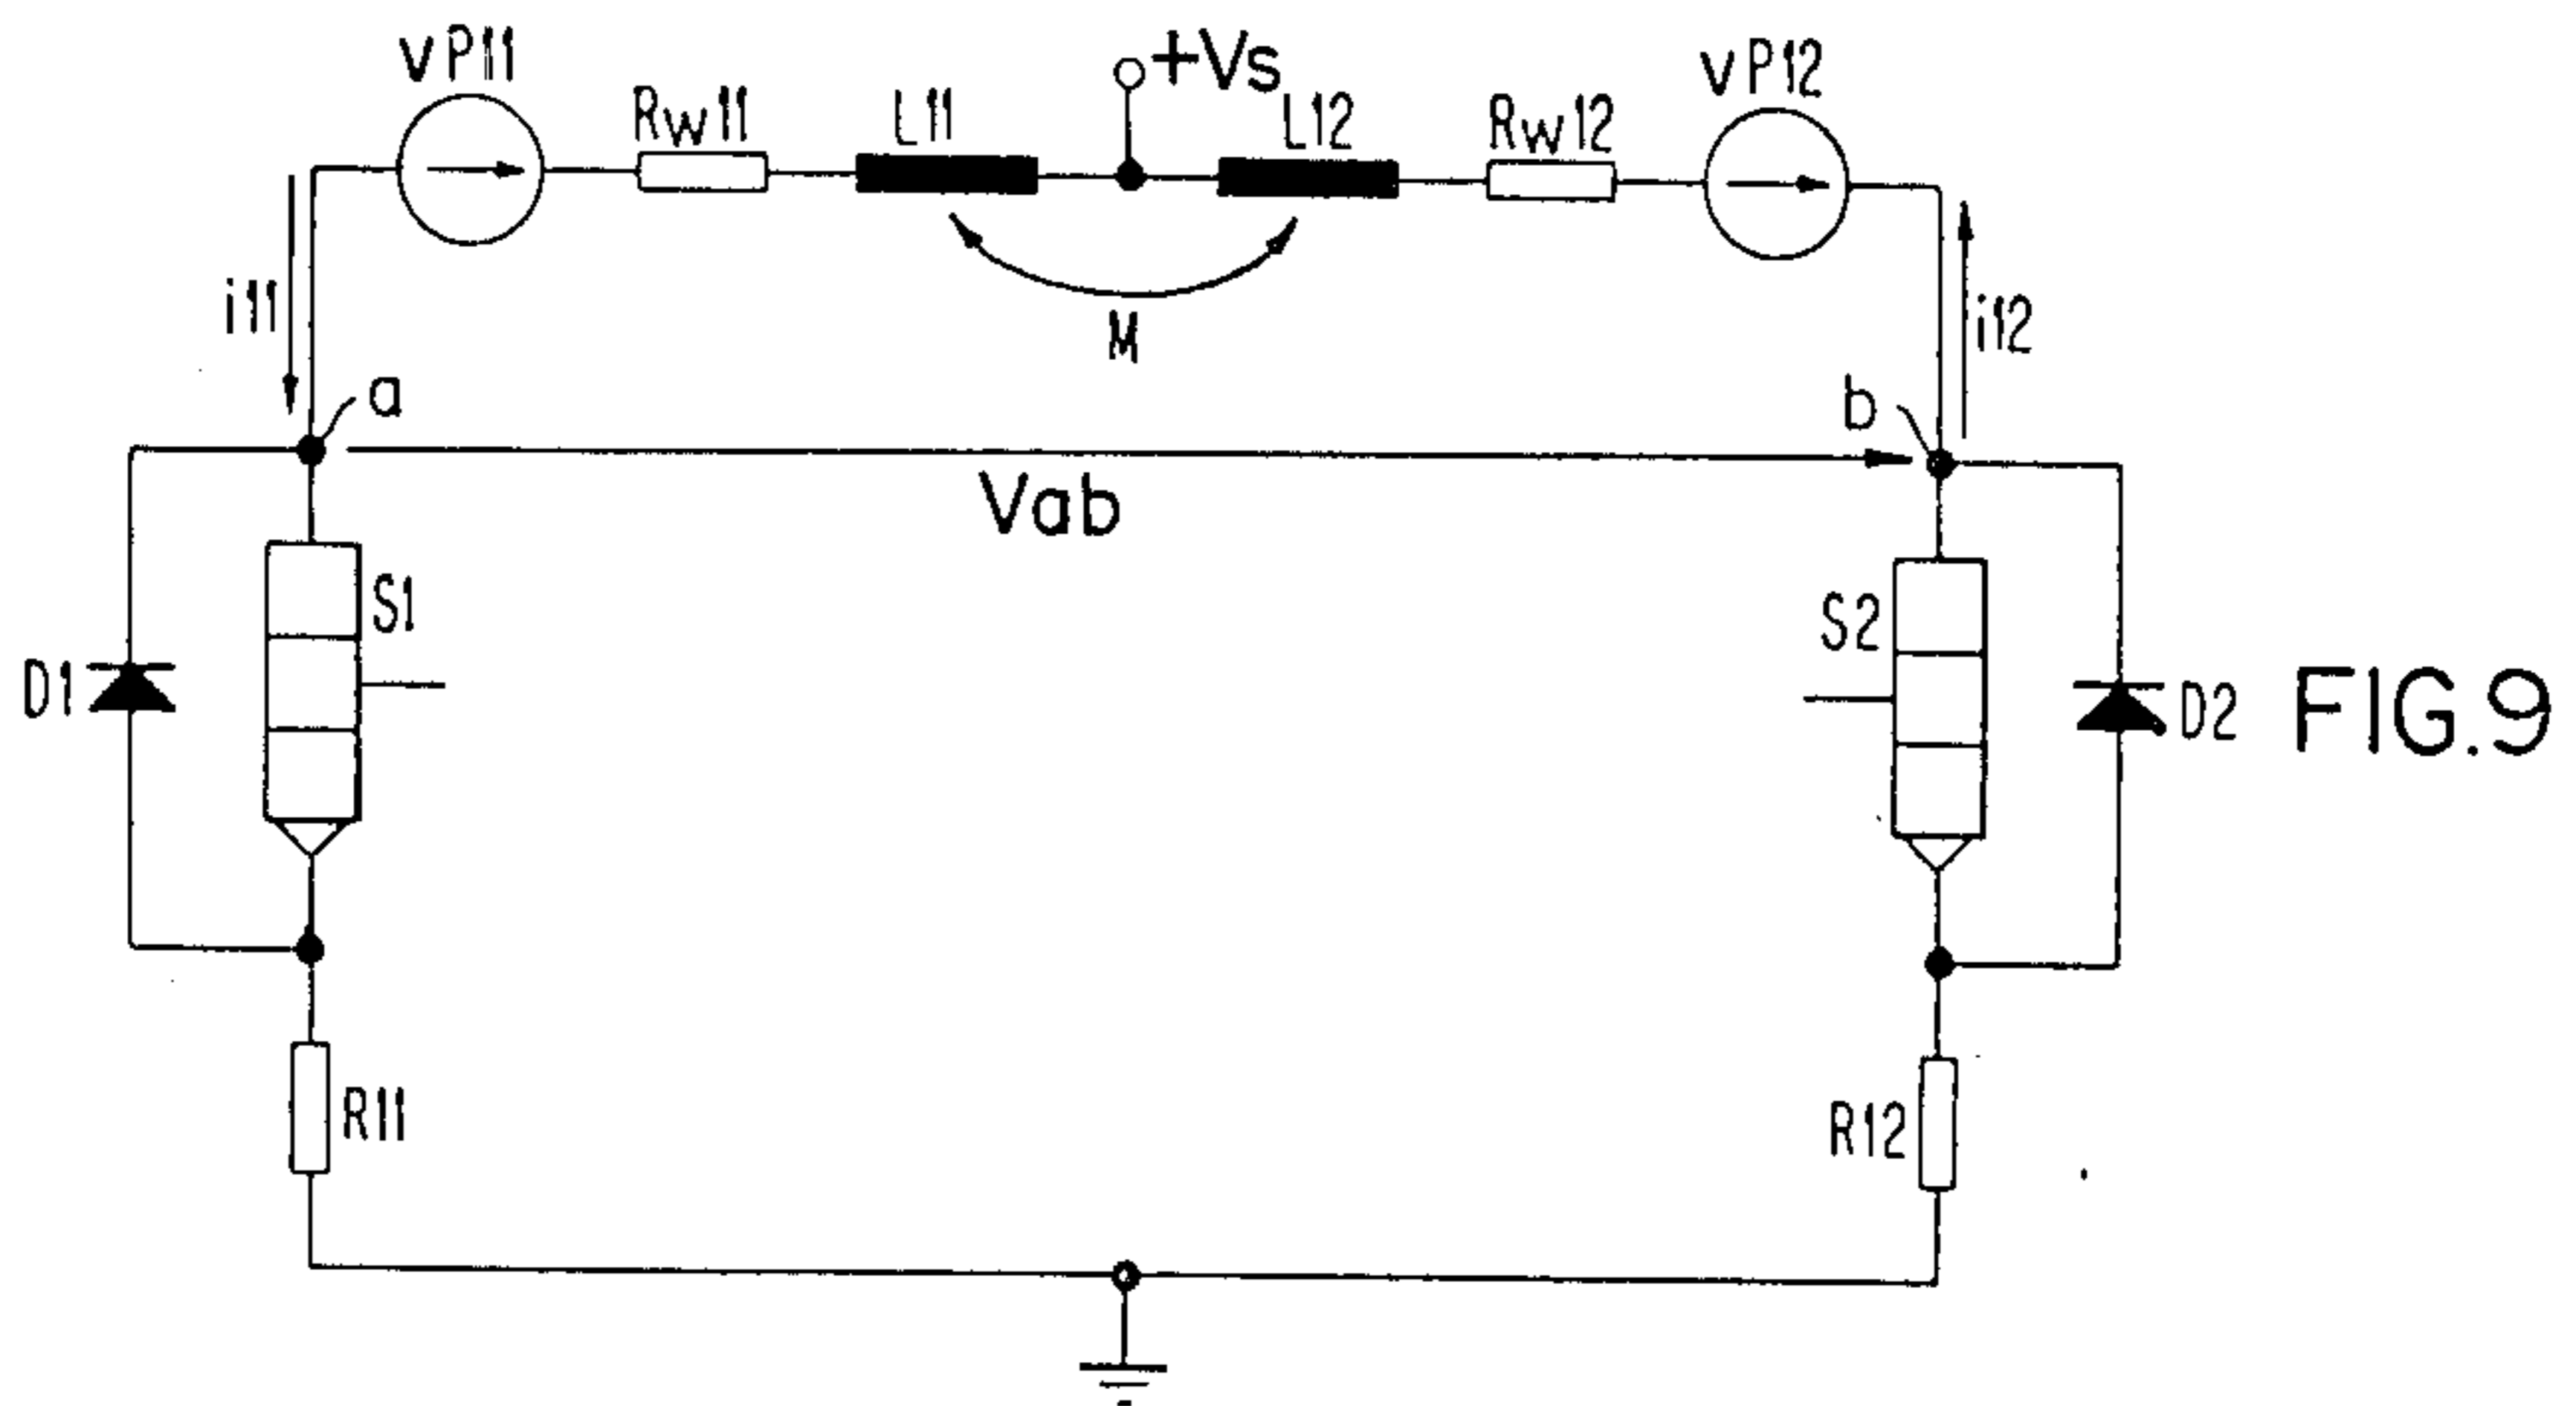 vP11
Rw11
L11
+Vs
L12
Rw12
vP12
i11
M
i12
a
b
Vab
S1
S2
D1
D2
FIG.9
R11
R12